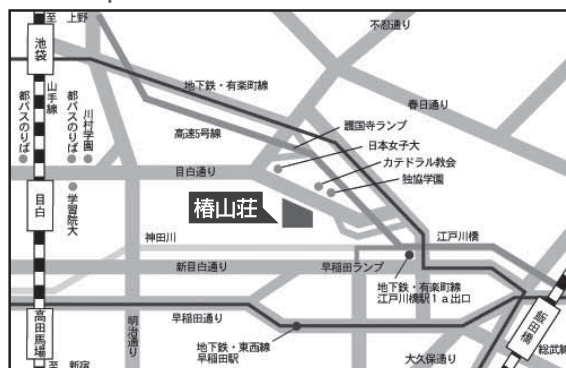 至 上野
池袋
山手線
都バスのりば
都バスのりば
川村学園
地下鉄・有楽町線
不忍通り
春日通り
高速5号線
護国寺ランプ
日本女子大
カテドラル教会
独協学園
目白通り
目白
学習院大
椿山荘
神田川
江戸川橋
新目白通り
早稲田ランプ
地下鉄・有楽町線
江戸川橋駅1a出口
高田馬場
明治通り
早稲田通り
地下鉄・東西線
早稲田駅
飯田橋
総武線
大久保通り
至 新宿